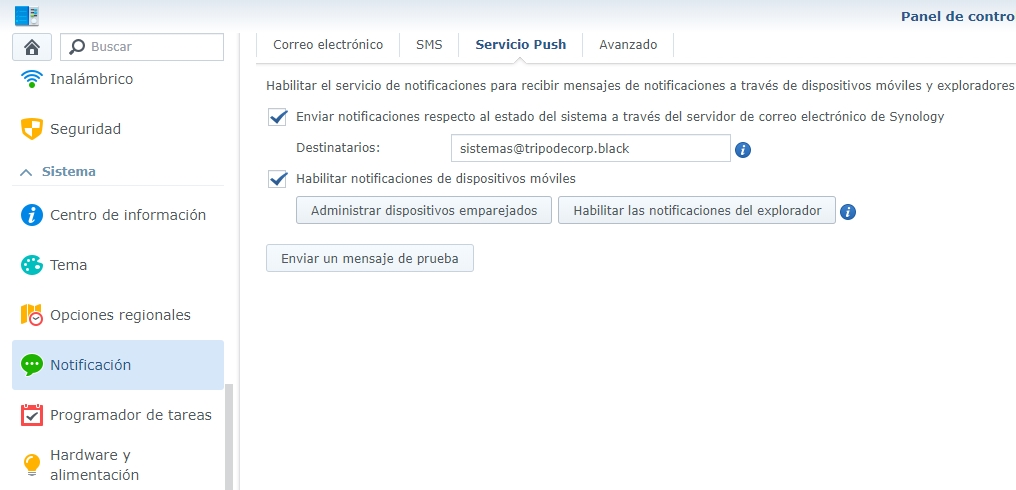 Panel de contro
Buscar
Inalámbrico
Seguridad
Sistema
Centro de información
Tema
Opciones regionales
Notificación
Programador de tareas
Hardware y
alimentación
Correo electrónico
SMS
Servicio Push
Avanzado
Habilitar el servicio de notificaciones para recibir mensajes de notificaciones a través de dispositivos móviles y exploradores
Enviar notificaciones respecto al estado del sistema a través del servidor de correo electrónico de Synology
Destinatarios:
sistemas@tripodecorp.black
Habilitar notificaciones de dispositivos móviles
Administrar dispositivos emparejados
Habilitar las notificaciones del explorador
Enviar un mensaje de prueba